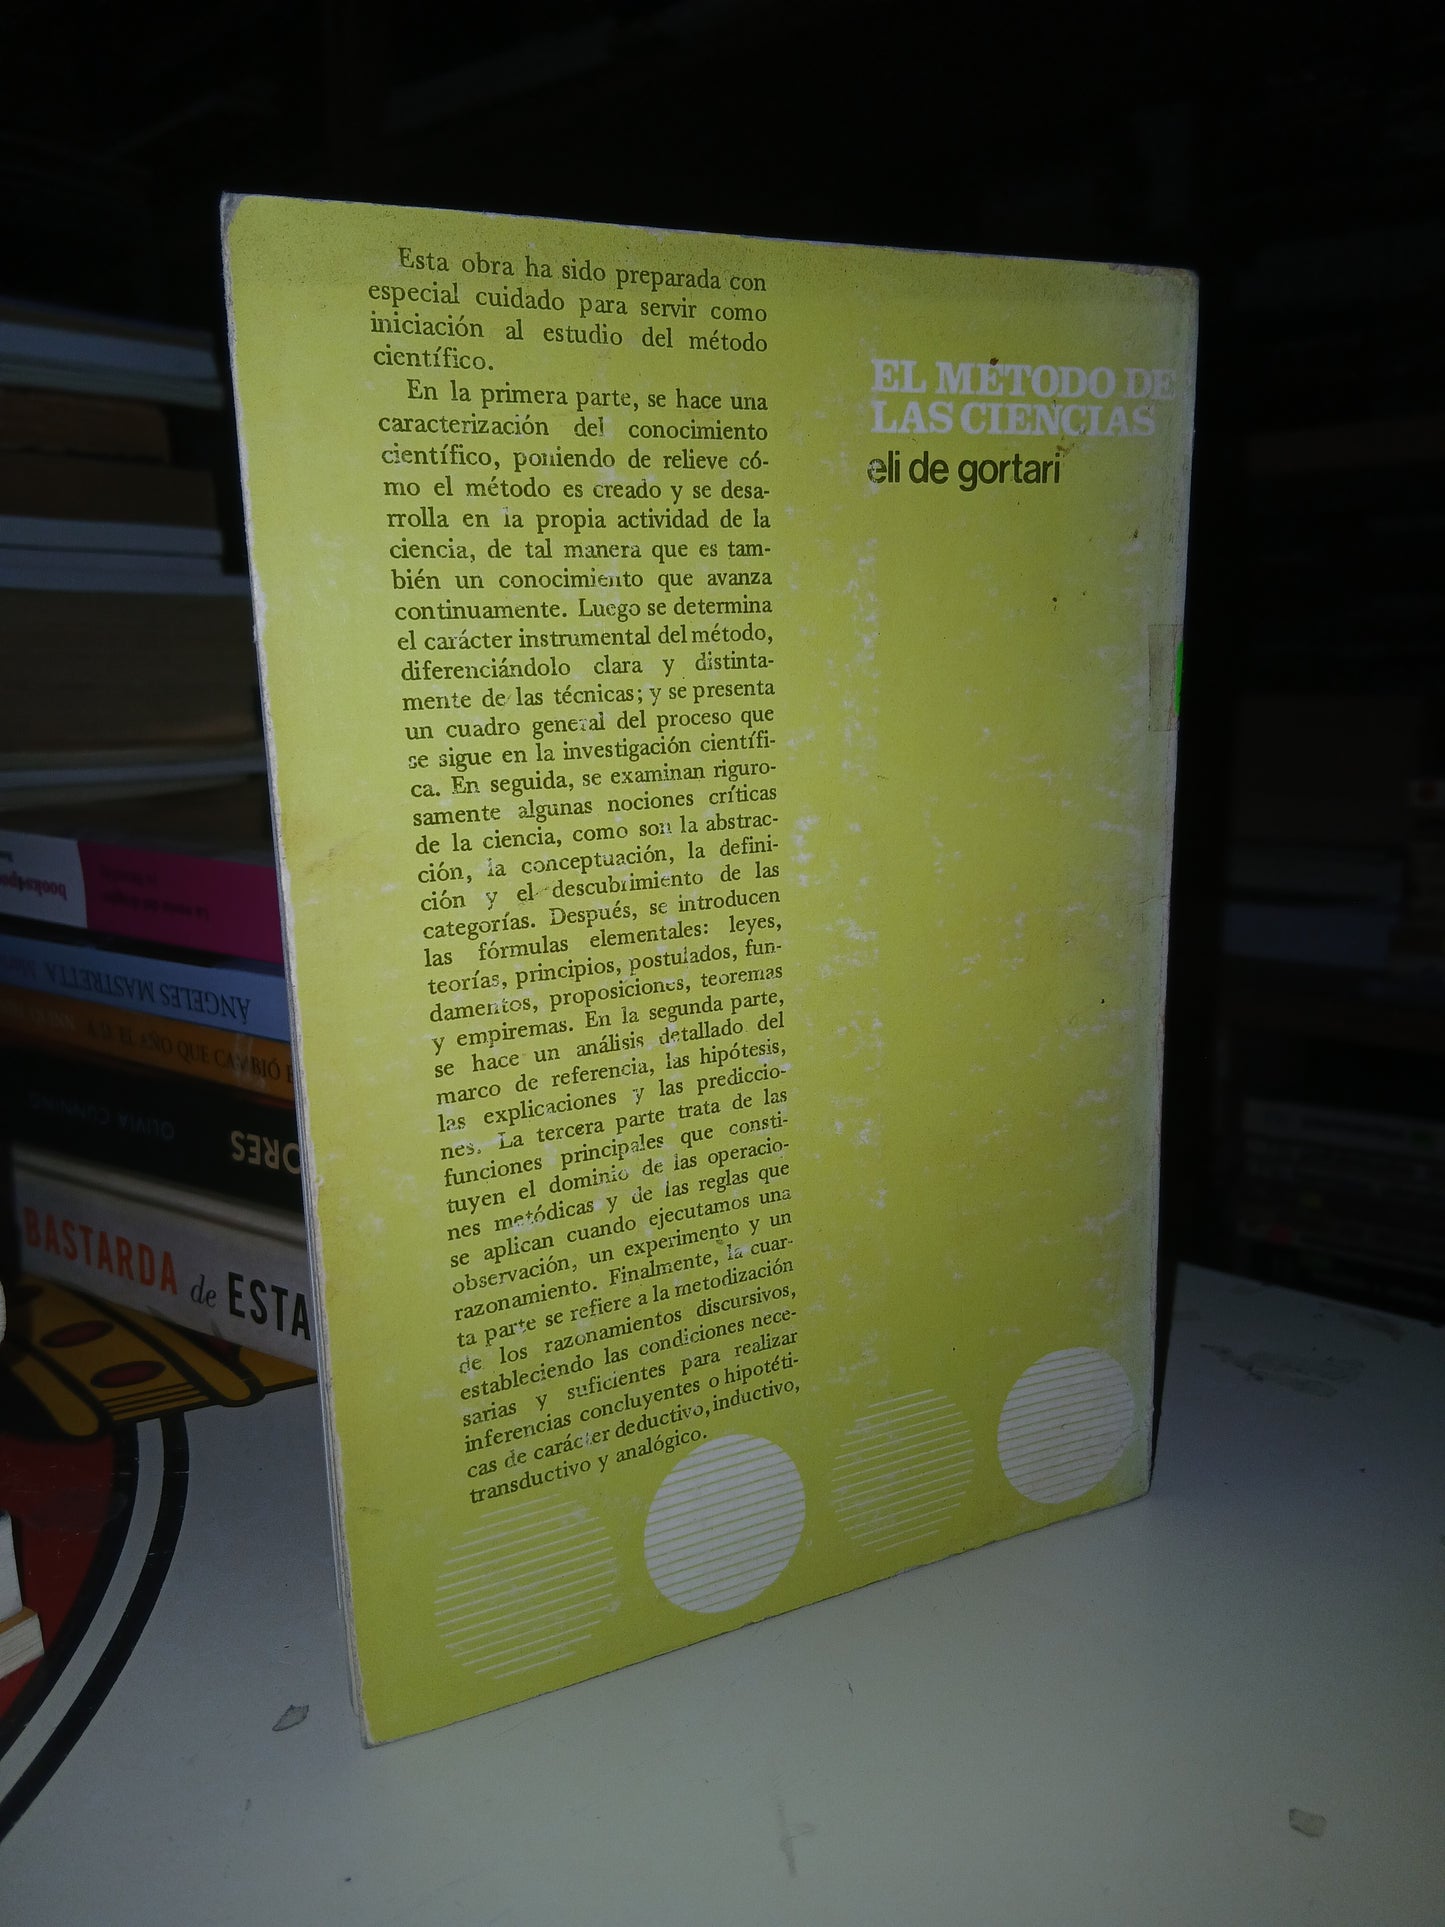 Esta obra ha sido preparada con
especial cuidado para servir como
iniciación al estudio del método
científico.
En la primera parte, se hace una
caracterización del conocimiento
científico, poniendo de relieve có-
mo el método es creado y se desa-
rrolla en la propia actividad de la
ciencia, de tal manera que es tam-
bién un conocimiento que avanza
continuamente. Luego se determina
el carácter instrumental del método,
diferenciándolo clara y distinta-
mente de las técnicas; y se presenta
un cuadro general del proceso que
se sigue en la investigación científi-
ca. En seguida, se examinan riguro-
samente algunas nociones críticas
de la ciencia, como son la abstrac-
ción, la conceptuación, la defini-
ción y el descubrimiento de las
categorías. Después, se introducen
las fórmulas elementales: leyes,
teorías, principios, postulados, fun-
damentos, proposiciones, teoremas
y empiremas. En la segunda parte,
se hace un análisis detallado del
marco de referencia, las hipótesis,
las explicaciones y las prediccio-
nes. La tercera parte trata de las
funciones principales que consti-
tuyen el dominio de las operacio-
nes metódicas y de las reglas que
se aplican cuando ejecutamos una
observación, un experimento y un
razonamiento. Finalmente, la cuar-
ta parte se refiere a la metodización
de los razonamientos discursivos,
estableciendo las condiciones nece-
sarias y suficientes para realizar
inferencias concluyentes o hipotéti-
cas de carácter deductivo, inductivo,
transductivo y analógico.
EL MÉTODO DE
LAS CIENCIAS
eli de gortari
books4poc
ÁNGELES MASTRETTA
A.D. EL AÑO QUE CAMBIÓ E
OLIVIA CUNNING
ORES
BASTARDA de ESTA